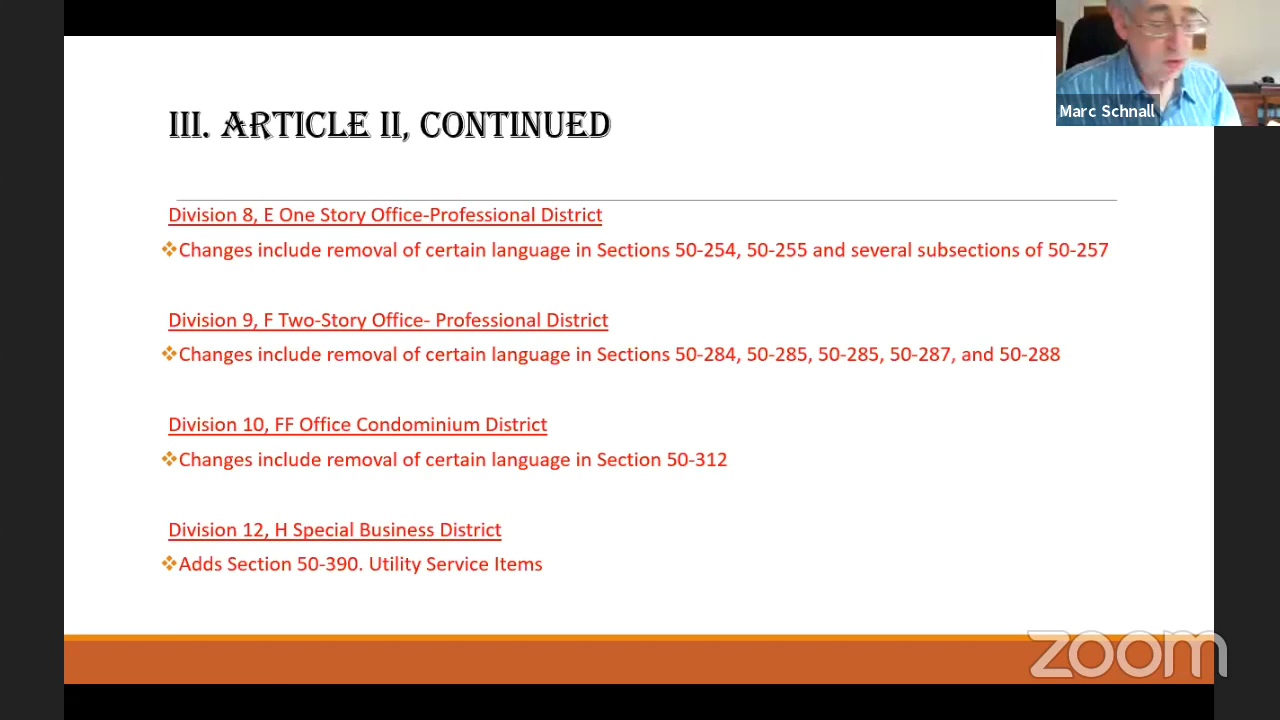 III. ARTICLE II, CONTINUED
Marc Schnall
Division 8, E One Story Office-Professional District
❖Changes include removal of certain language in Sections 50-254, 50-255 and several subsections of 50-257
Division 9, F Two-Story Office- Professional District
❖Changes include removal of certain language in Sections 50-284, 50-285, 50-285, 50-287, and 50-288
Division 10, FF Office Condominium District
❖Changes include removal of certain language in Section 50-312
Division 12, H Special Business District
❖Adds Section 50-390. Utility Service Items
zoom